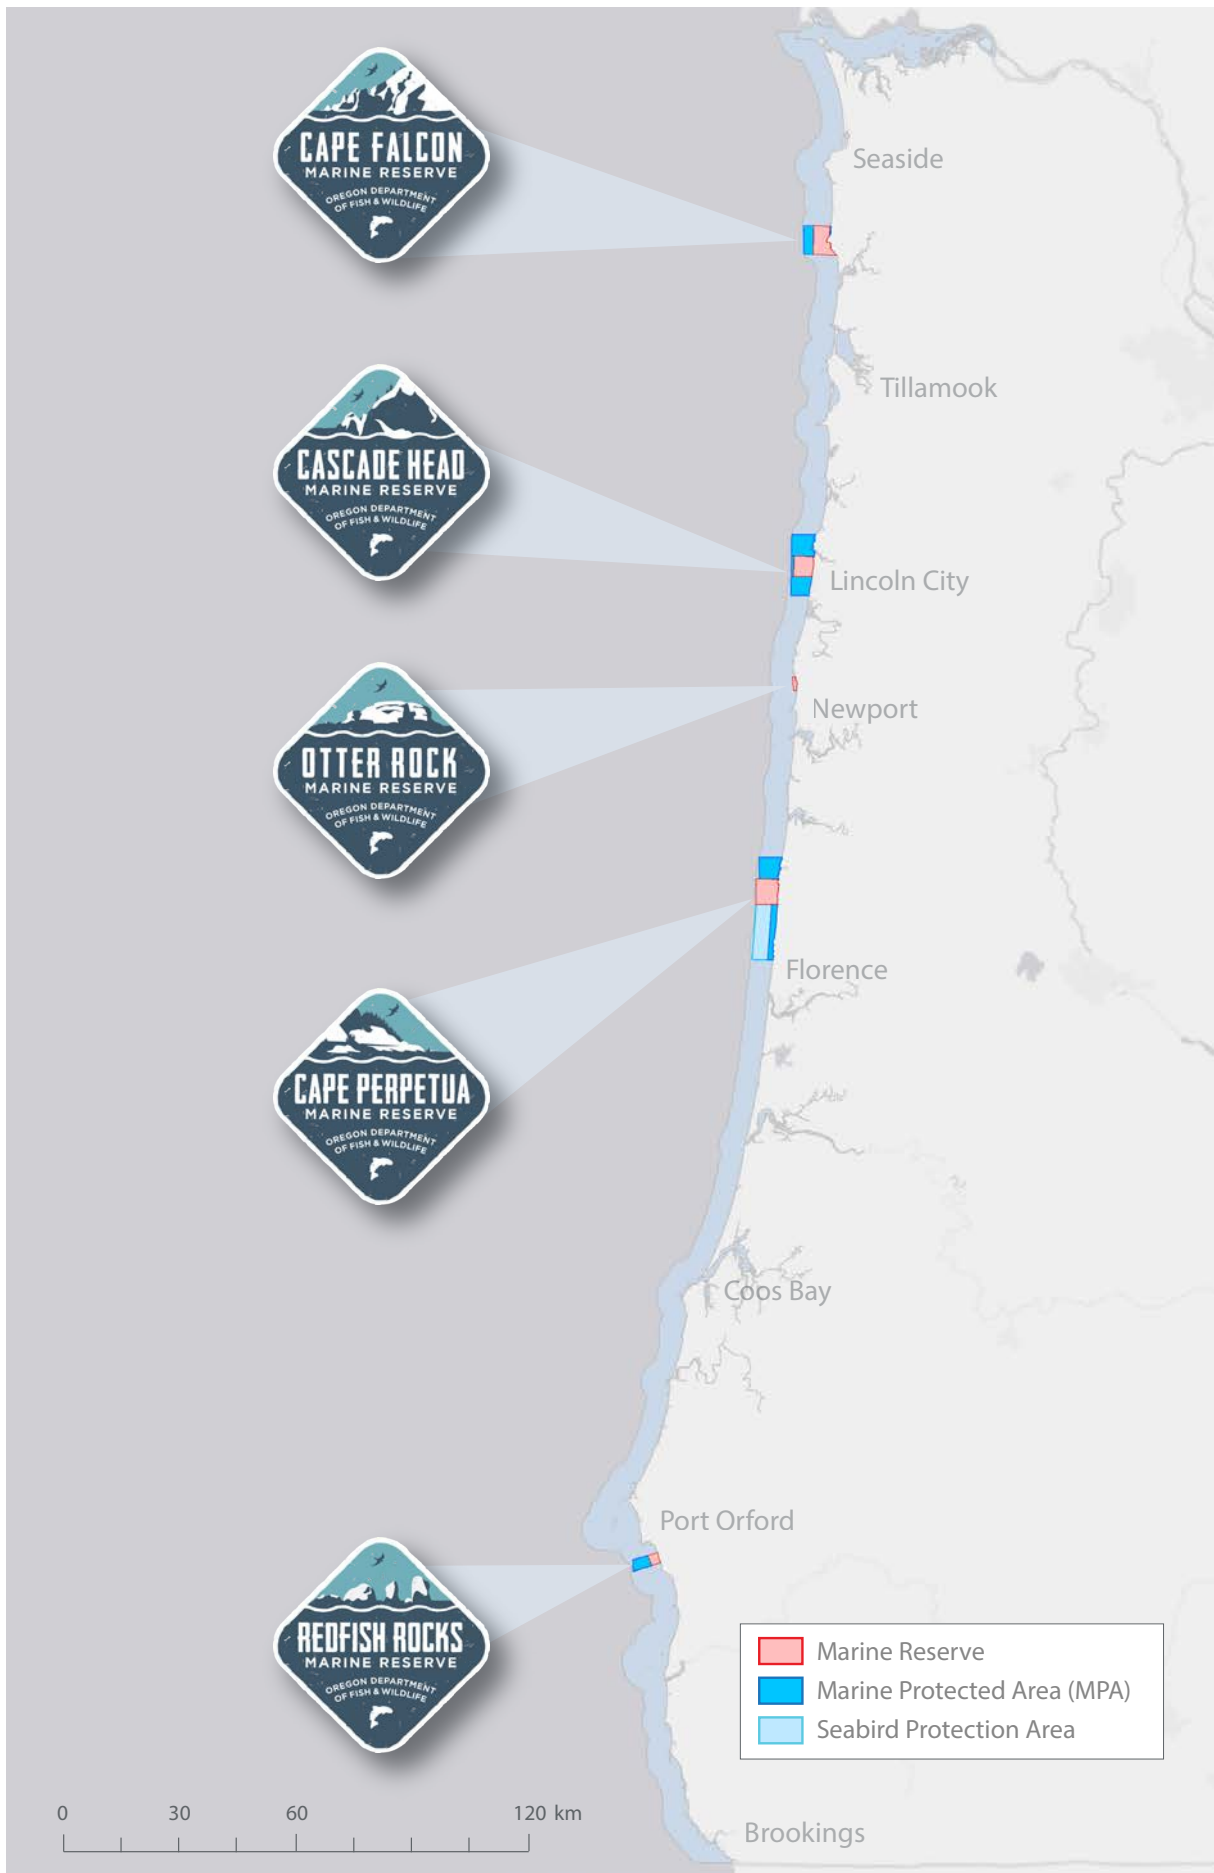 CAPE FALCON
MARINE RESERVE
OREGON DEPARTMENT
OF FISH & WILDLIFE
Seaside
Tillamook
CASCADE HEAD
MARINE RESERVE
OREGON DEPARTMENT
OF FISH & WILDLIFE
Lincoln City
OTTER ROCK
MARINE RESERVE
OREGON DEPARTMENT
OF FISH & WILDLIFE
Newport
Florence
CAPE PERPETUA
MARINE RESERVE
OREGON DEPARTMENT
OF FISH & WILDLIFE
Coos Bay
Port Orford
REDFISH ROCKS
MARINE RESERVE
OREGON DEPARTMENT
OF FISH & WILDLIFE
Marine Reserve
Marine Protected Area (MPA)
Seabird Protection Area
0 30 60 120 km
Brookings